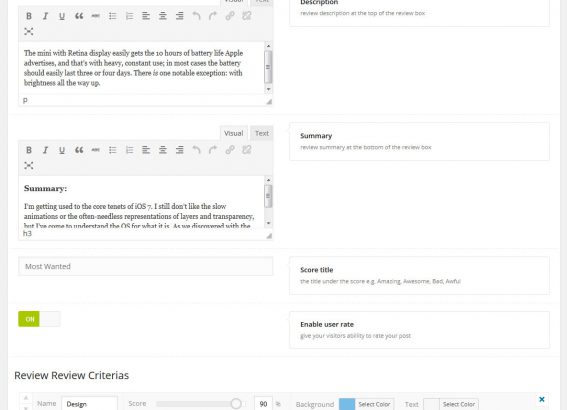 Visual Text
Description
review description at the top of the review box
B I U ABC
The mini with Retina display easily gets the 10 hours of battery life Apple
advertises, and that's with heavy, constant use; in most cases the battery
should easily last three or four days. There is one notable exception: with
brightness all the way up.
p
Visual Text
B I U ABC
Summary:
I'm getting used to the core tenets of iOS 7. I still don't like the slow
animations or the often-needless representations of layers and transparency,
but I've come to understand the OS for what it is. As we discovered with the
h3
Summary
review summary at the bottom of the review box
Most Wanted
Score title
the title under the score e.g. Amazing, Awesome, Bad, Awful
ON
Enable user rate
give your visitors ability to rate your post
Review Review Criterias
Name Design Score 90 % Background Select Color Text Select Color